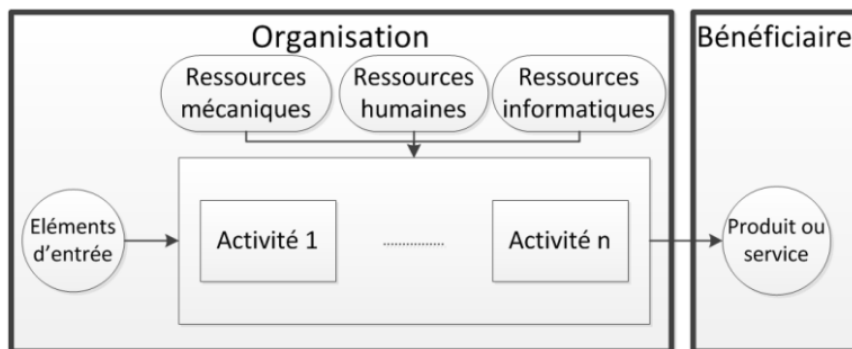 Organisation
Bénéficiaire
Ressources
mécaniques
Ressources
humaines
Ressources
informatiques
Eléments
d'entrée
Activité 1
Activité n
Produit ou
service